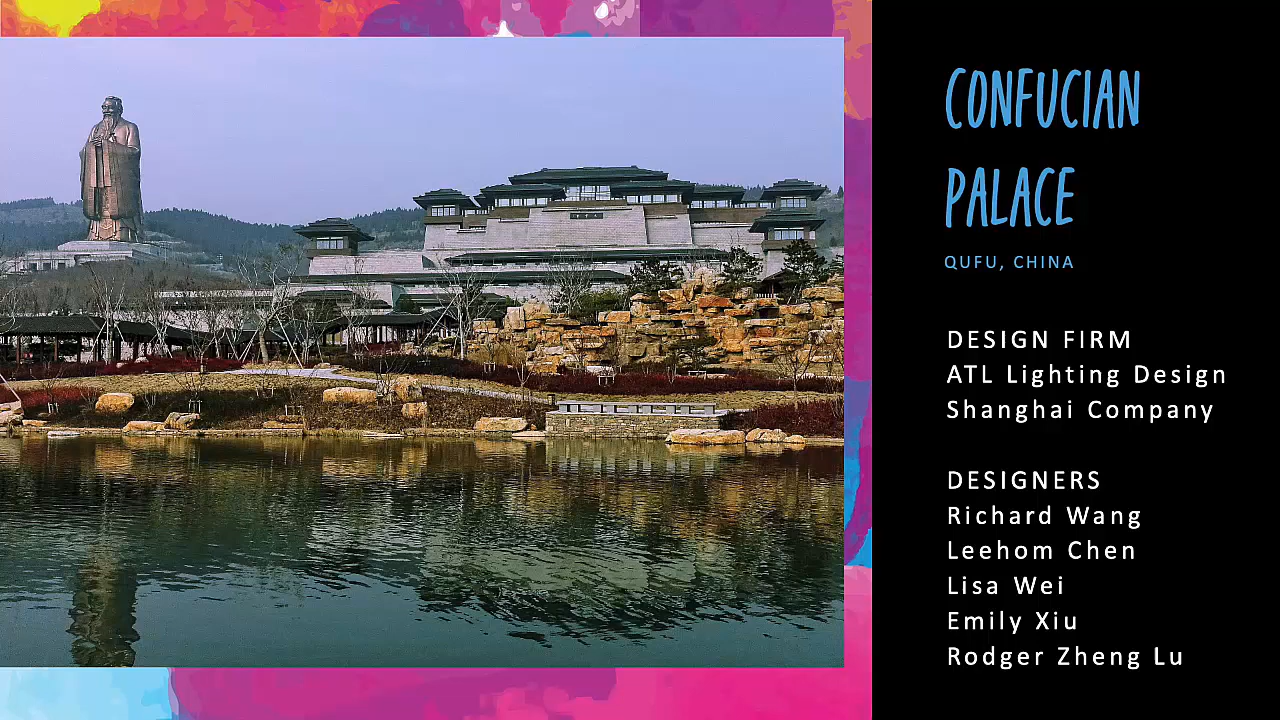 CONFUCIAN
PALACE
QUFU, CHINA
DESIGN FIRM
ATL Lighting Design
Shanghai Company
DESIGNERS
Richard Wang
Leehom Chen
Lisa Wei
Emily Xiu
Rodger Zheng Lu